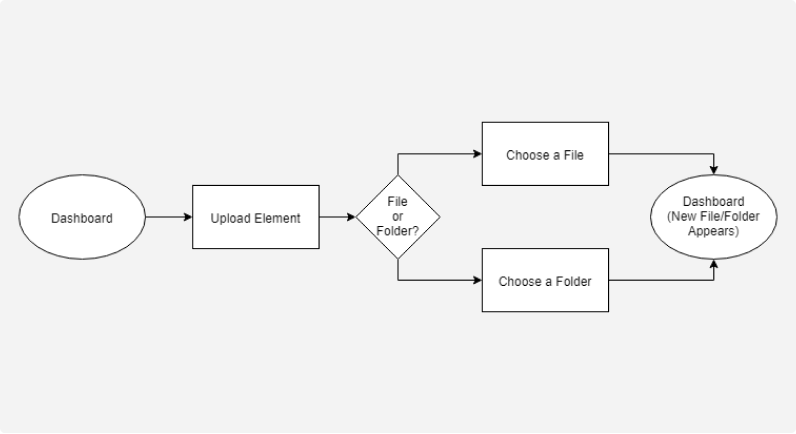 Dashboard
Upload Element
File
or
Folder?
Choose a File
Choose a Folder
Dashboard
(New File/Folder
Appears)